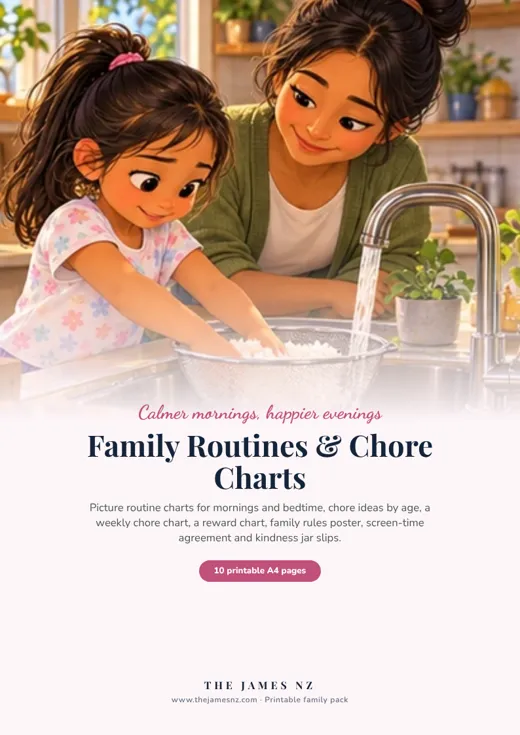 Calmer mornings, happier evenings
Family Routines & Chore
Charts
Picture routine charts for mornings and bedtime, chore ideas by age, a
weekly chore chart, a reward chart, family rules poster, screen-time
agreement and kindness jar slips.
10 printable A4 pages
THE JAMES NZ
www.thejamesnz.com · Printable family pack